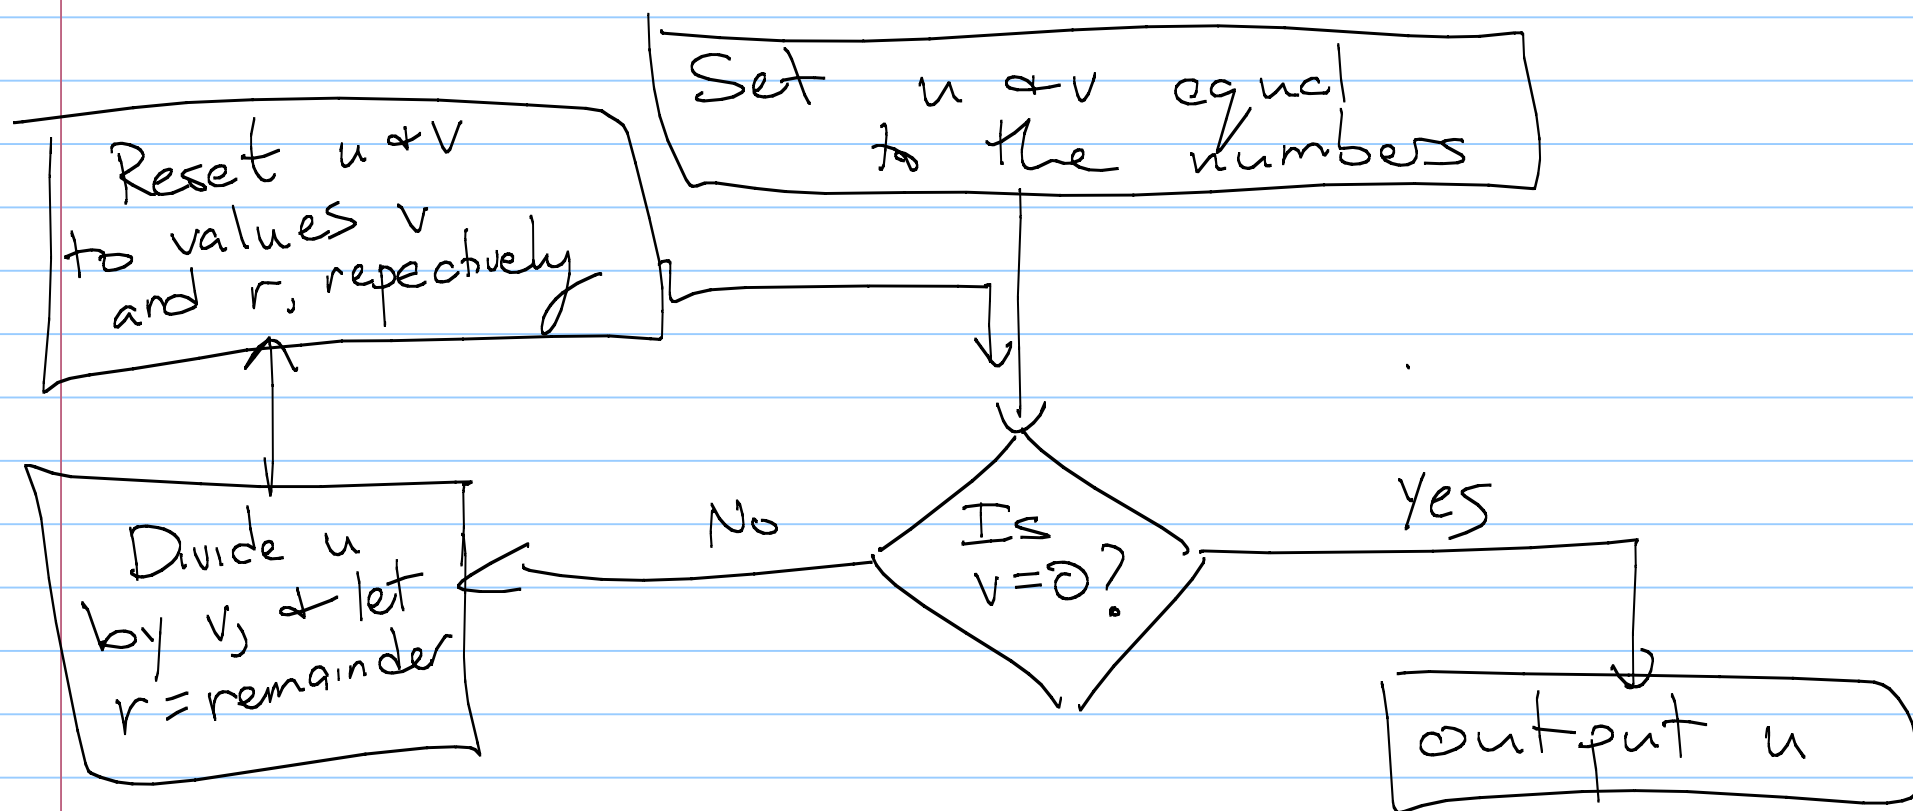 Set u & v equal
to the numbers
Reset u & v
to values v
and r, repectively
Is
v=0?
No
Yes
Divide u
by v, & let
r = remainder
output u